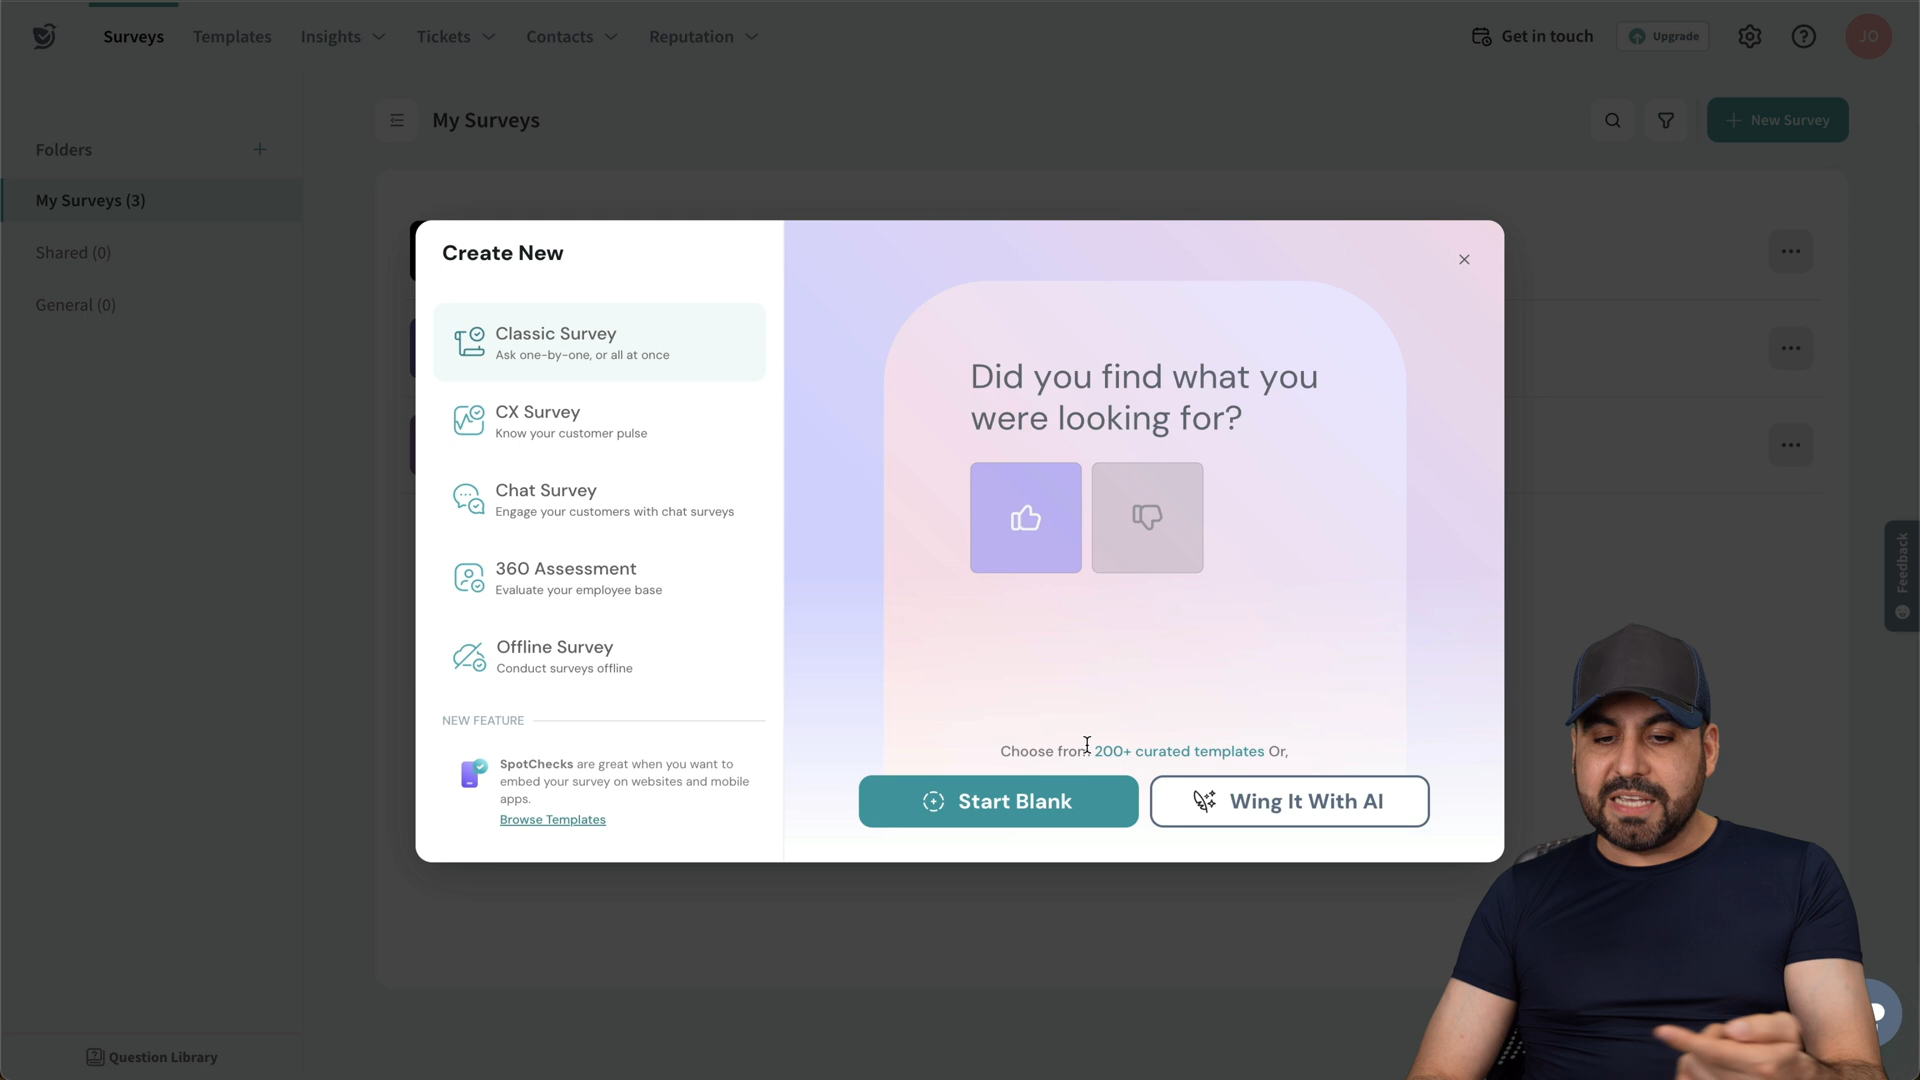 Surveys
Templates
Insights
Tickets
Contacts
Reputation
Get in touch
Upgrade
JO
Folders
My Surveys (3)
Shared (0)
General (0)
My Surveys
New Survey
Create New
Classic Survey
Ask one-by-one, or all at once
CX Survey
Know your customer pulse
Chat Survey
Engage your customers with chat surveys
360 Assessment
Evaluate your employee base
Offline Survey
Conduct surveys offline
NEW FEATURE
SpotChecks are great when you want to
embed your survey on websites and mobile
apps.
Browse Templates
Did you find what you
were looking for?
Choose from 200+ curated templates Or,
Start Blank
Wing It With AI
Feedback
Question Library